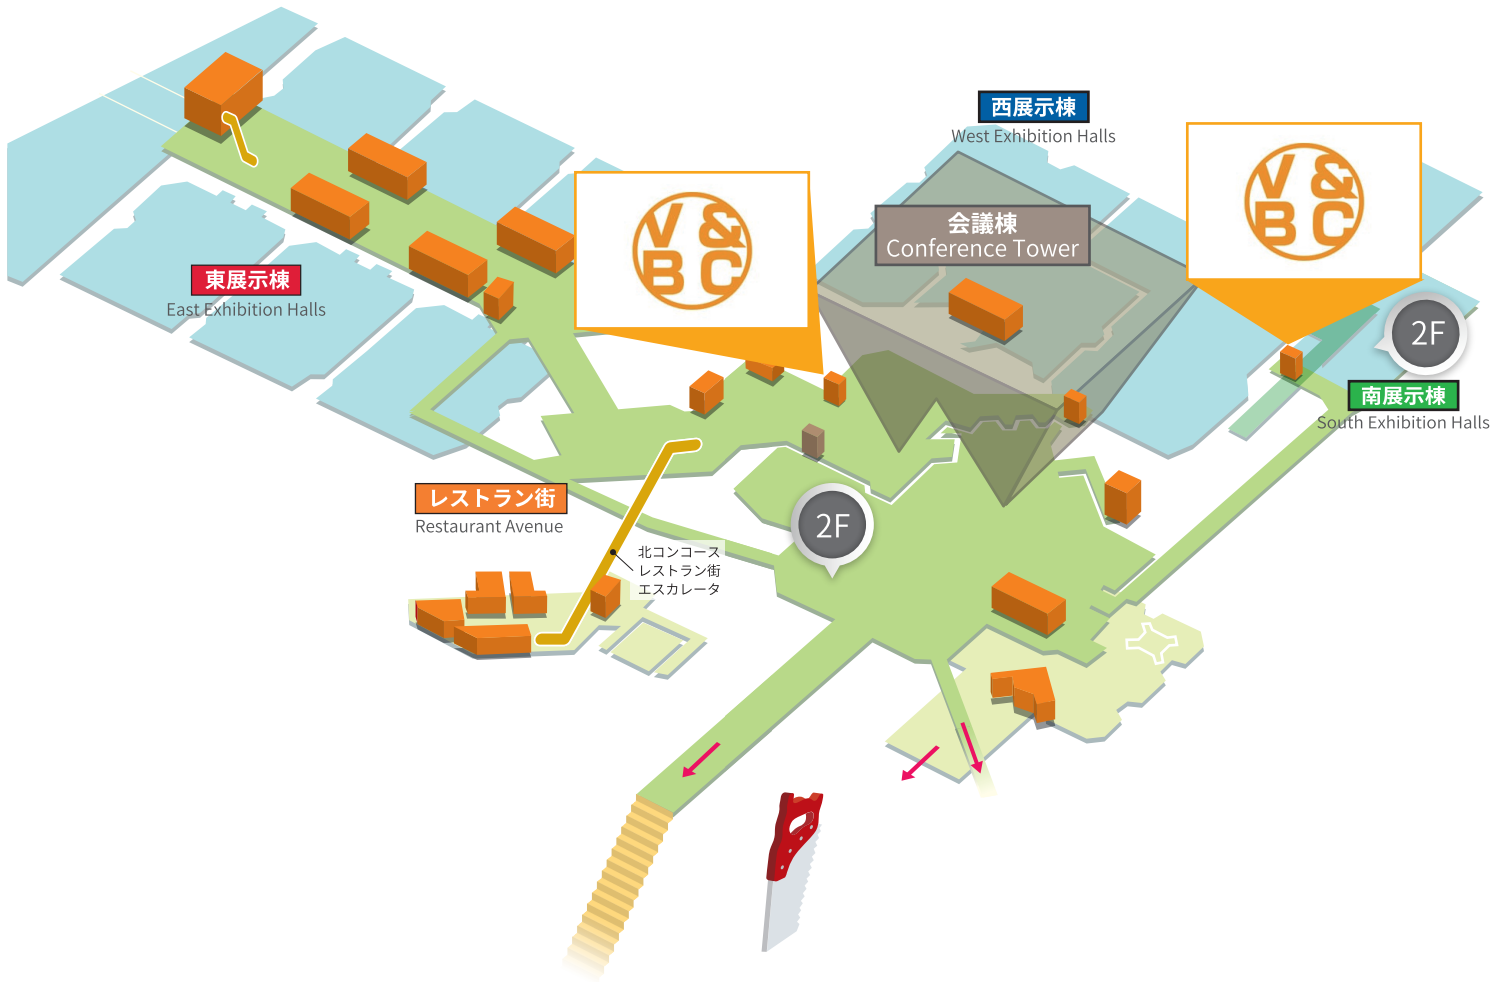 西展示棟
West Exhibition Halls
V&
BC
V&
BC
会議棟
Conference Tower
東展示棟
East Exhibition Halls
2F
南展示棟
South Exhibition Halls
レストラン街
Restaurant Avenue
2F
北コンコース
レストラン街
エスカレータ